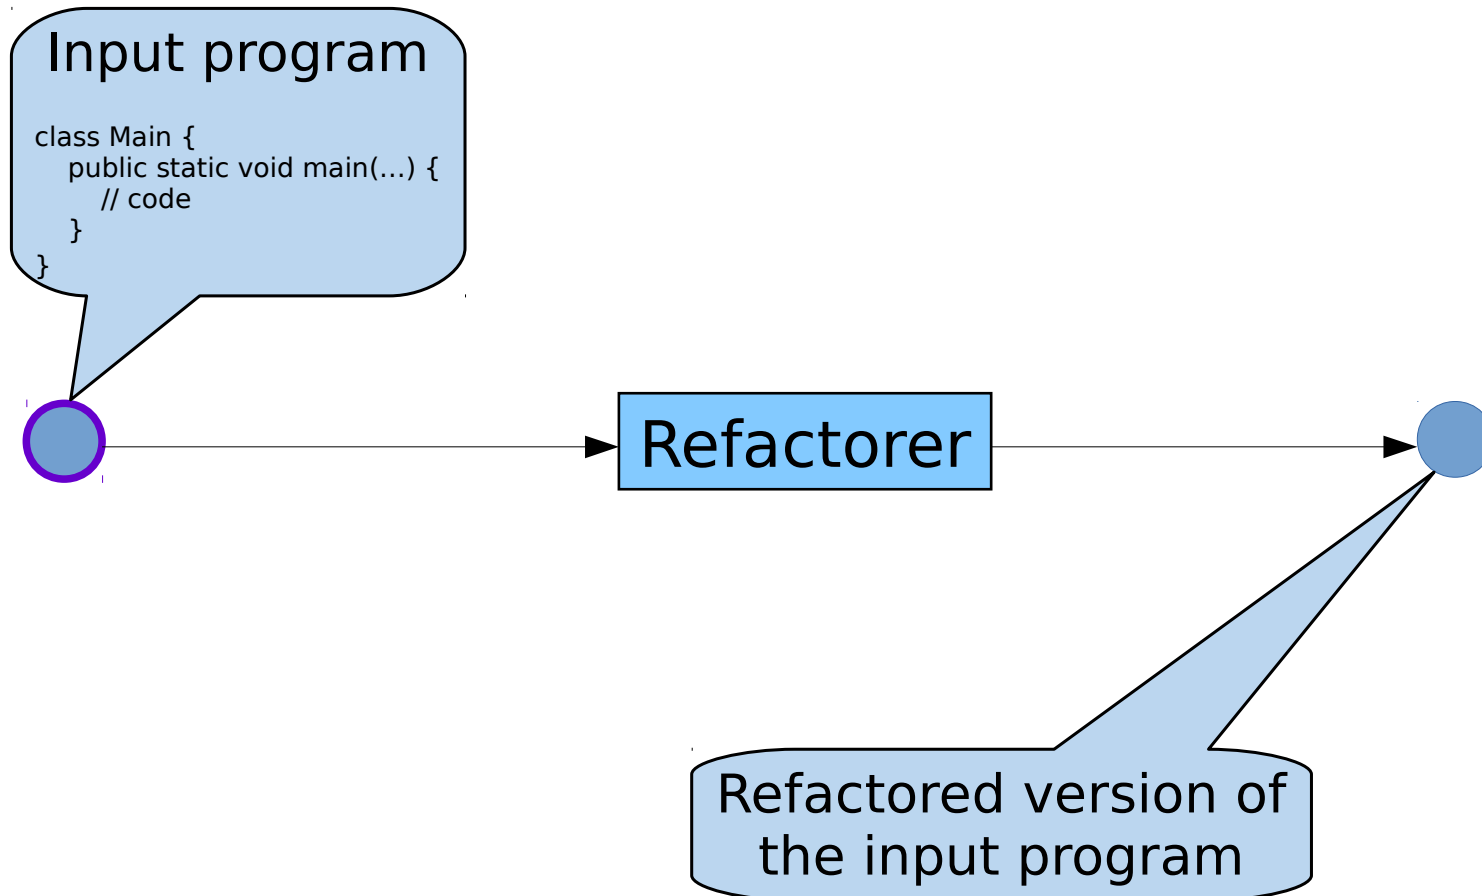 Input program
class Main {
public static void main(...) {
// code
}
}
Refactorer
Refactored version of
the input program